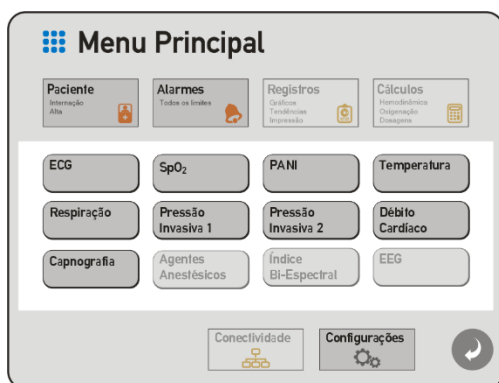 Menu Principal
Paciente
Internação
Alta
Alarmes
Todos os limites
Registros
Gráficos
Tendências
Impressão
Cálculos
Hemodinâmica
Oxigenação
Dosagens
ECG
SpO₂
PANI
Temperatura
Respiração
Pressão
Invasiva 1
Pressão
Invasiva 2
Débito
Cardíaco
Capnografia
Agentes
Anestésicos
Índice
Bi-Espectral
EEG
Conectividade
Configurações